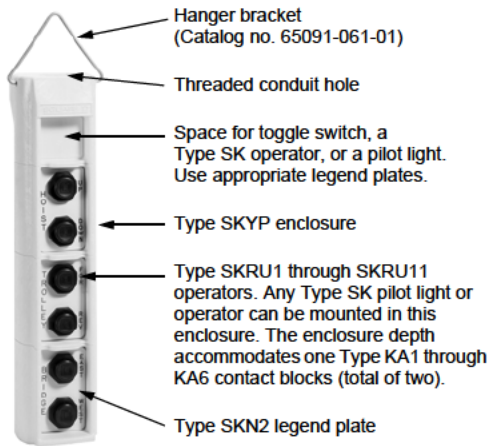 Hanger bracket
(Catalog no. 65091-061-01)
Threaded conduit hole
Space for toggle switch, a
Type SK operator, or a pilot light.
Use appropriate legend plates.
HOIST
Type SKYP enclosure
Type SKRU1 through SKRU11
operators. Any Type SK pilot light or
operator can be mounted in this
enclosure. The enclosure depth
accommodates one Type KA1 through
KA6 contact blocks (total of two).
TROLLEY
BRIDGE
Type SKN2 legend plate